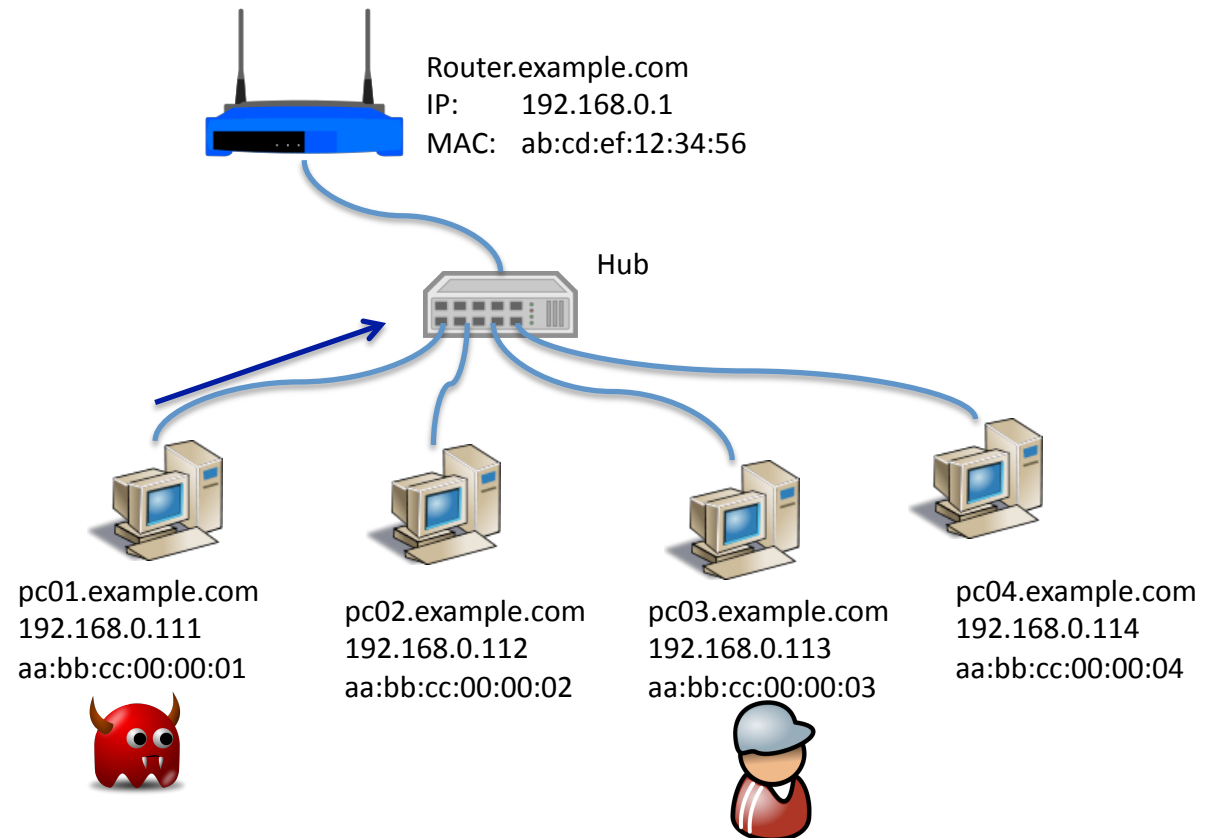 Router.example.com
IP: 192.168.0.1
MAC: ab:cd:ef:12:34:56
Hub
pc01.example.com
192.168.0.111
aa:bb:cc:00:00:01
pc02.example.com
192.168.0.112
aa:bb:cc:00:00:02
pc03.example.com
192.168.0.113
aa:bb:cc:00:00:03
pc04.example.com
192.168.0.114
aa:bb:cc:00:00:04